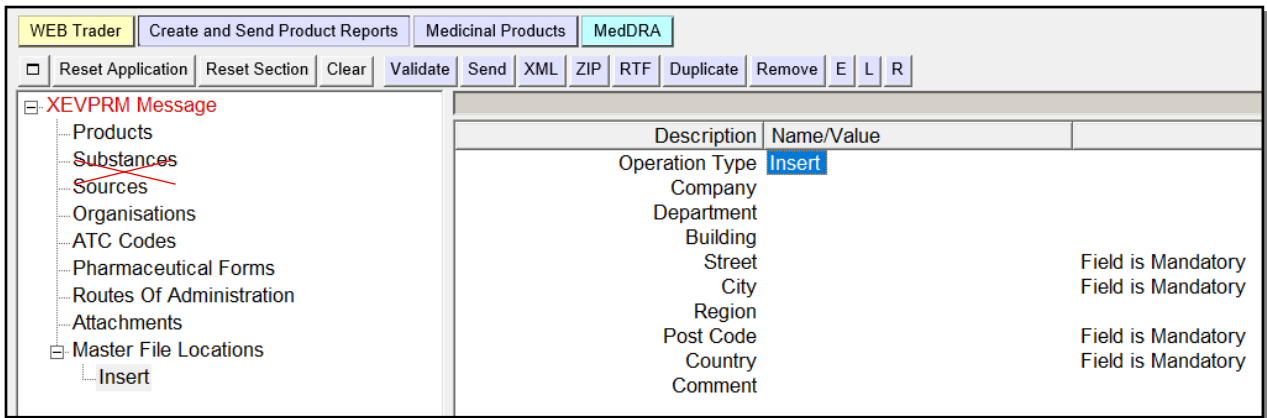 WEB Trader Create and Send Product Reports Medicinal Products MedDRA
Reset Application Reset Section Clear Validate Send XML ZIP RTF Duplicate Remove E L R
XEVPRM Message
Products
Substances
Sources
Organisations
ATC Codes
Pharmaceutical Forms
Routes Of Administration
Attachments
Master File Locations
Insert
Description Name/Value
Operation Type Insert
Company
Department
Building
Street Field is Mandatory
City Field is Mandatory
Region
Post Code Field is Mandatory
Country Field is Mandatory
Comment